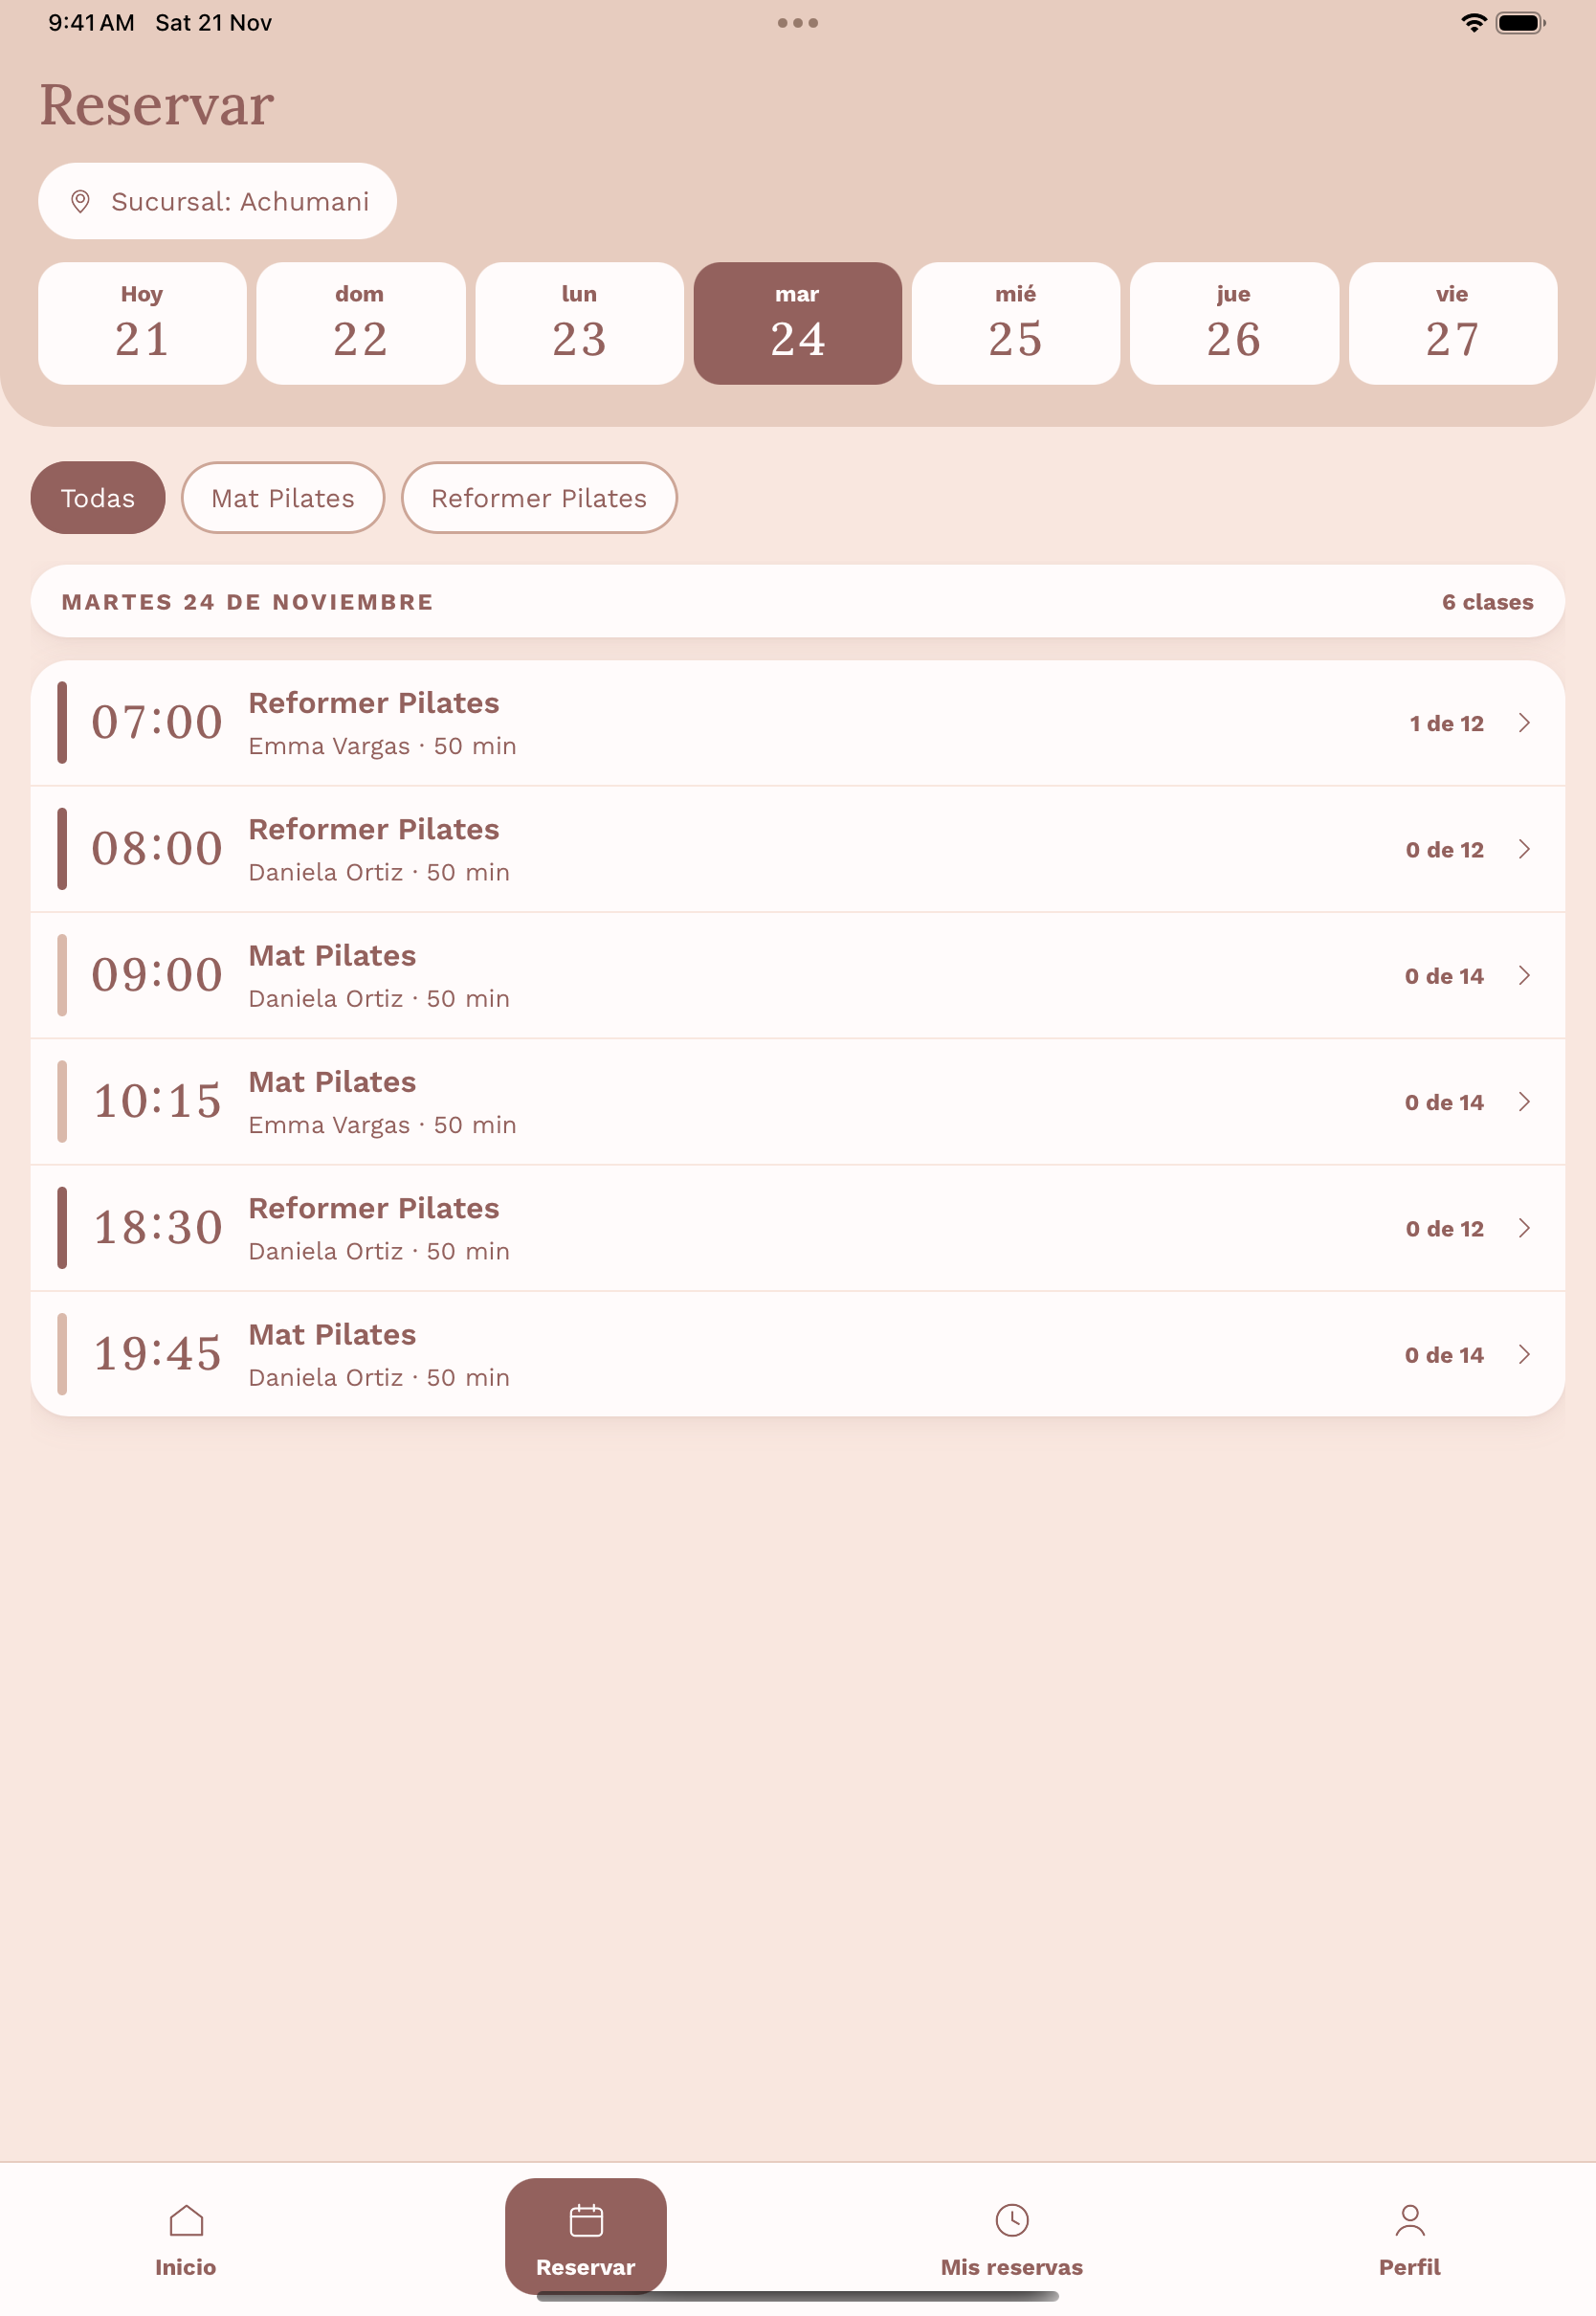 9:41 AM Sat 21 Nov
Reservar
Sucursal: Achumani
Hoy dom lun mar mié jue vie
21 22 23 24 25 26 27
Todas Mat Pilates Reformer Pilates
MARTES 24 DE NOVIEMBRE 6 clases
07:00 Reformer Pilates 1 de 12
Emma Vargas · 50 min
08:00 Reformer Pilates 0 de 12
Daniela Ortiz · 50 min
09:00 Mat Pilates 0 de 14
Daniela Ortiz · 50 min
10:15 Mat Pilates 0 de 14
Emma Vargas · 50 min
18:30 Reformer Pilates 0 de 12
Daniela Ortiz · 50 min
19:45 Mat Pilates 0 de 14
Daniela Ortiz · 50 min
Inicio Reservar Mis reservas Perfil